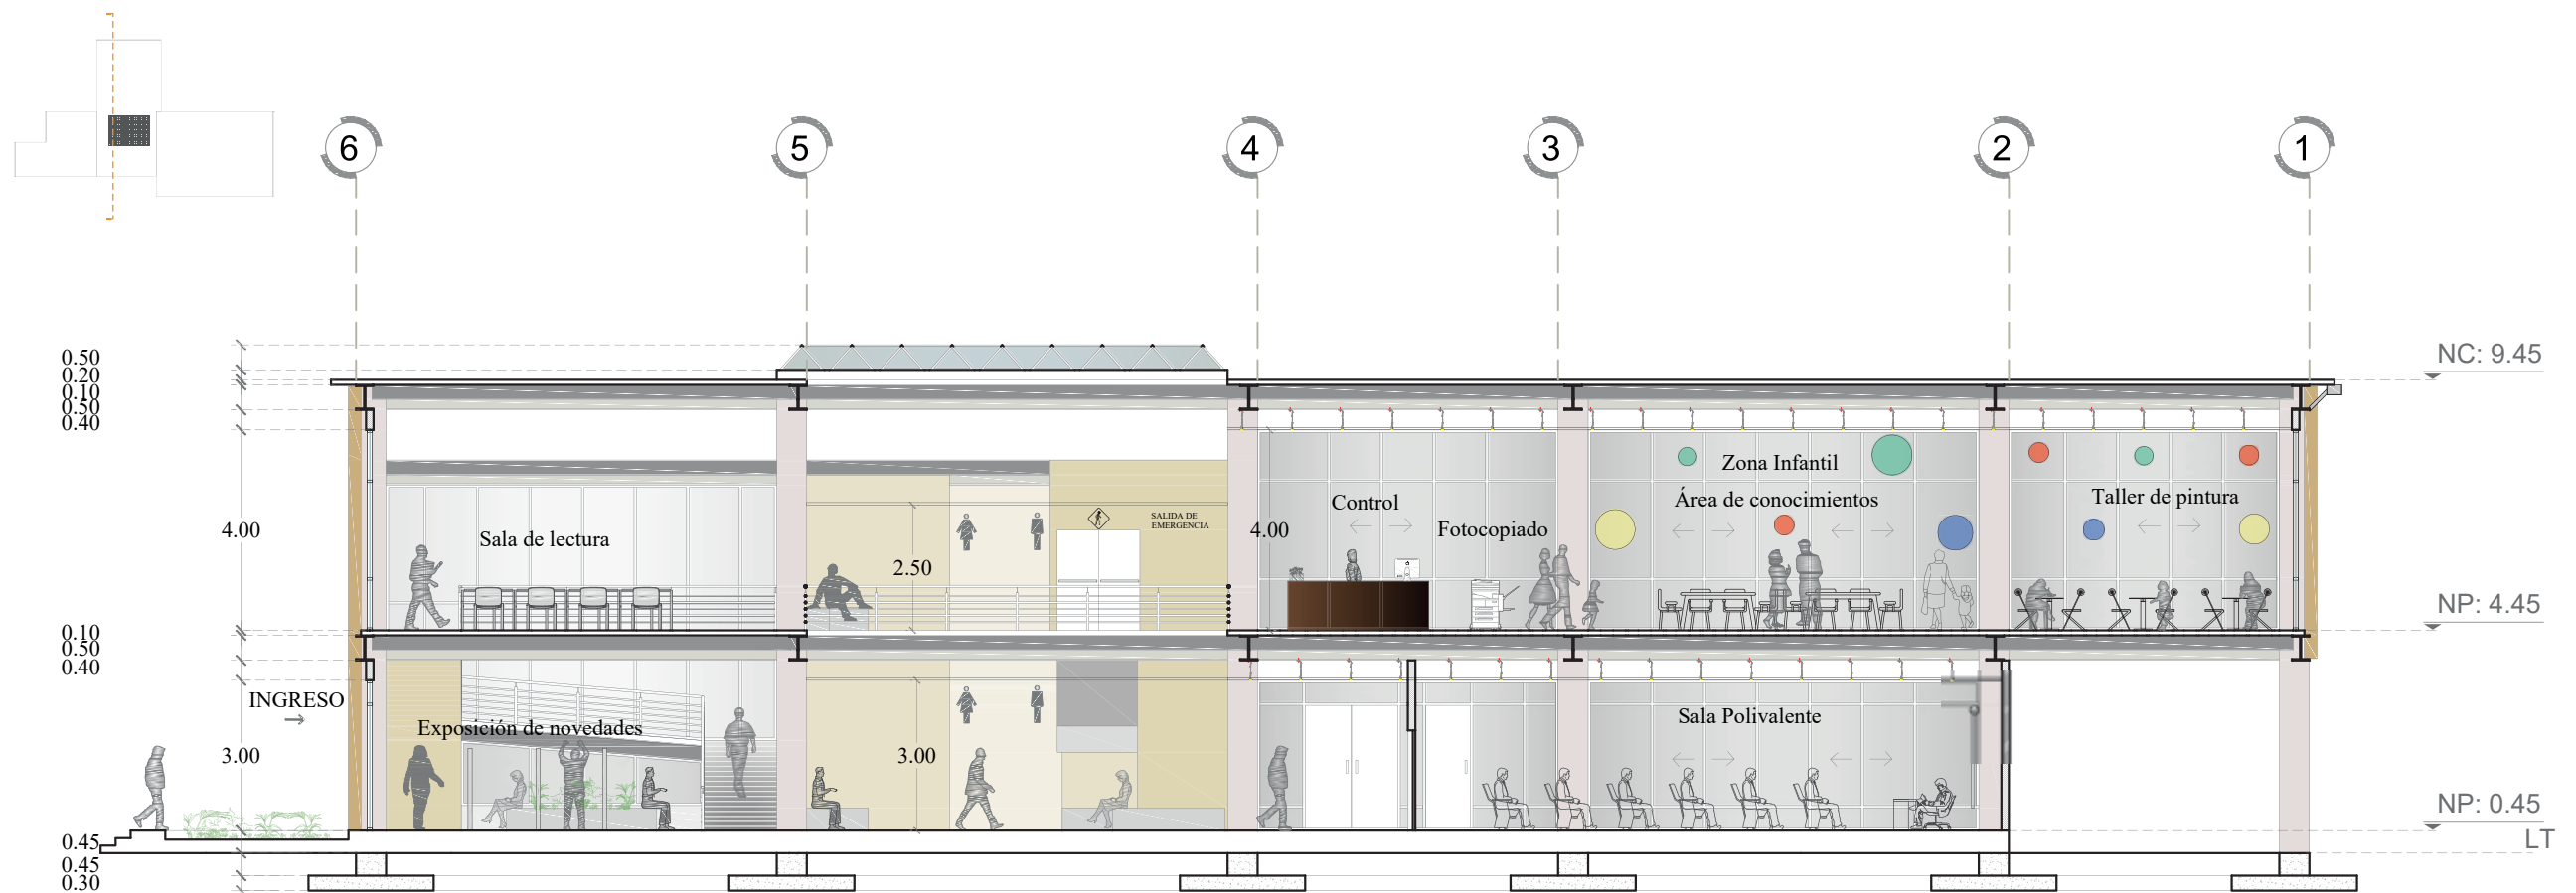 6
5
4
3
2
1
0.50
0.20
0.10
0.50
0.40
NC: 9.45
Zona Infantil
Control
Área de conocimientos
Taller de pintura
SALIDA DE
EMERGENCIA
4.00
Sala de lectura
4.00
Fotocopiado
2.50
NP: 4.45
0.10
0.50
0.40
INGRESO
Exposición de novedades
Sala Polivalente
3.00
3.00
NP: 0.45
LT
0.45
0.45
0.30